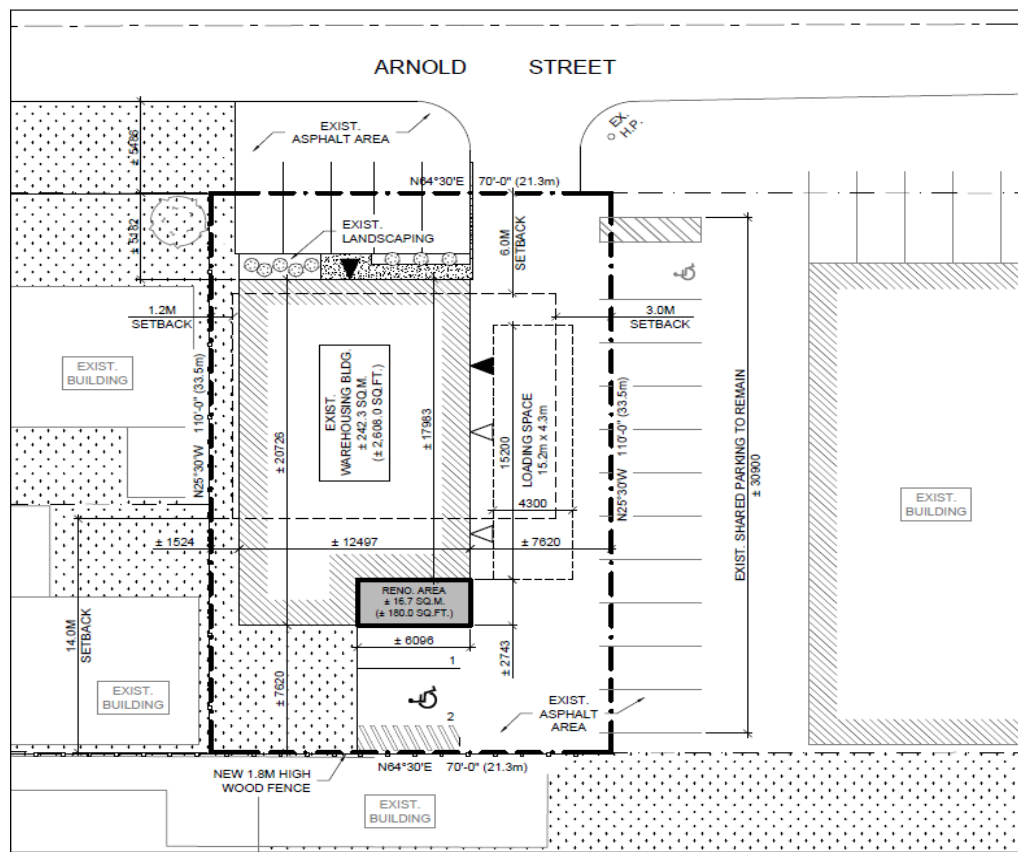 ARNOLD STREET
EXIST.
ASPHALT AREA
EX.
H.P.
± 5486
N64°30'E 70'-0" (21.3m)
± 5182
EXIST.
LANDSCAPING
6.0M
SETBACK
1.2M
SETBACK
3.0M
SETBACK
EXIST.
BUILDING
N25°30'W 110'-0" (33.5m)
EXIST.
WAREHOUSING BLDG.
± 242.3 SQ.M.
(± 2,608.0 SQ.FT.)
± 20726
± 17983
15200
LOADING SPACE
15.2m x 4.3m
4300
N25°30'W 110'-0" (33.5m)
EXIST. SHARED PARKING TO REMAIN
± 30900
EXIST.
BUILDING
± 1524
± 12497
± 7620
14.0M
SETBACK
RENO. AREA
± 16.7 SQ.M.
(± 180.0 SQ.FT.)
± 6096
± 2743
± 7620
1
2
EXIST.
BUILDING
EXIST.
ASPHALT
AREA
NEW 1.8M HIGH
WOOD FENCE
N64°30'E 70'-0" (21.3m)
EXIST.
BUILDING